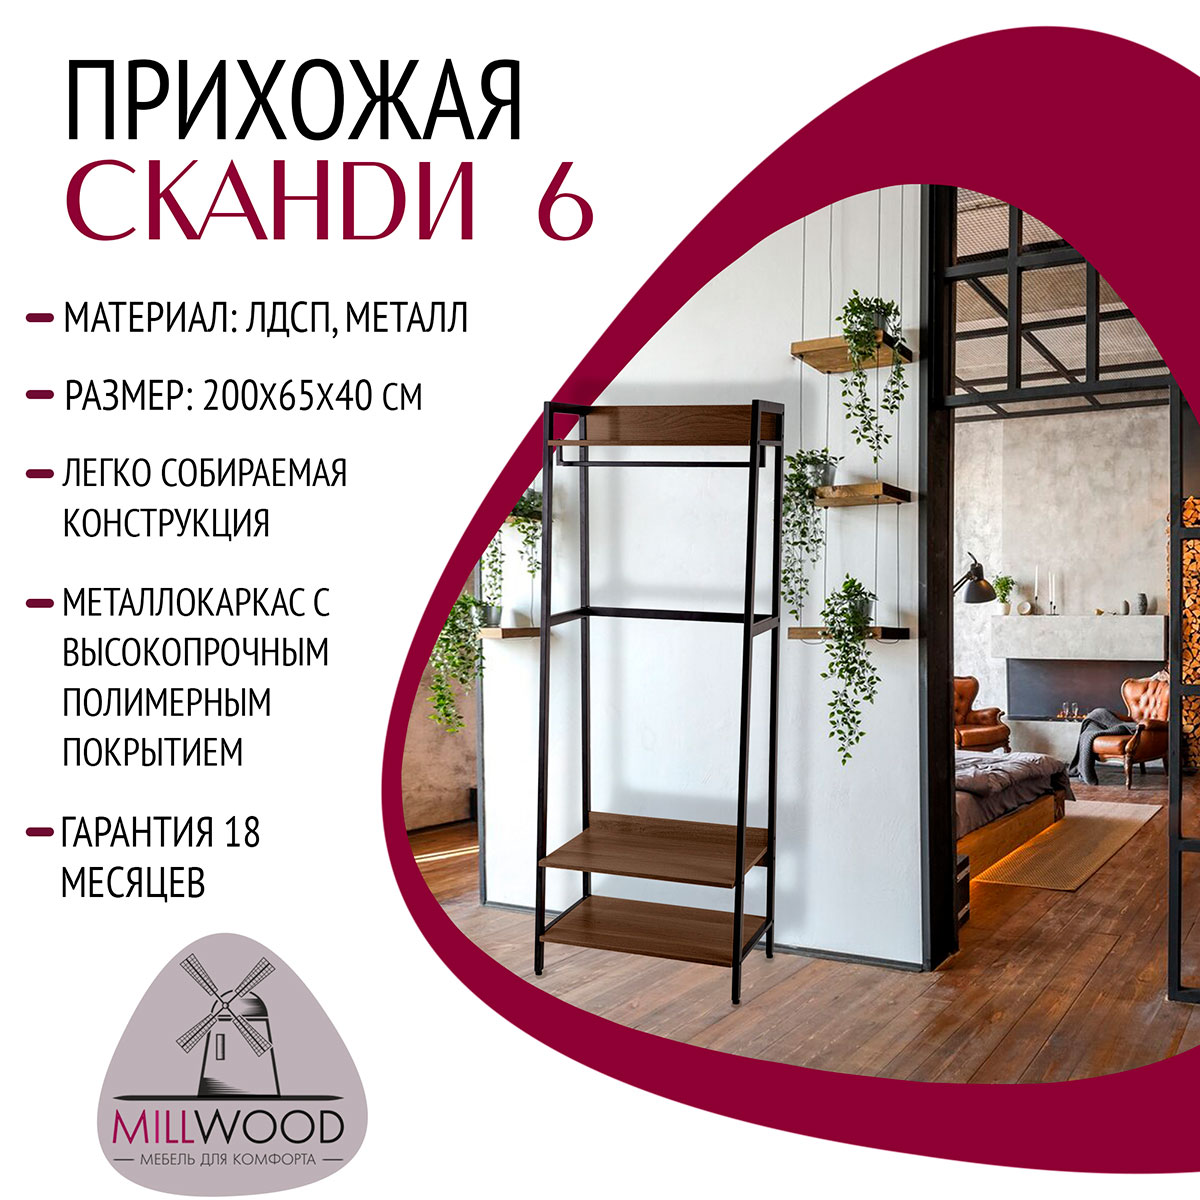 ПРИХОЖАЯ
СКАНДИ 6
МАТЕРИАЛ: ЛДСП, МЕТАЛЛ
РАЗМЕР: 200Х65Х40 СМ
ЛЕГКО СОБИРАЕМАЯ
КОНСТРУКЦИЯ
МЕТАЛЛОКАРКАС С
ВЫСОКОПРОЧНЫМ
ПОЛИМЕРНЫМ
ПОКРЫТИЕМ
ГАРАНТИЯ 18
МЕСЯЦЕВ
MILLWOOD
МЕБЕЛЬ ДЛЯ КОМФОРТА